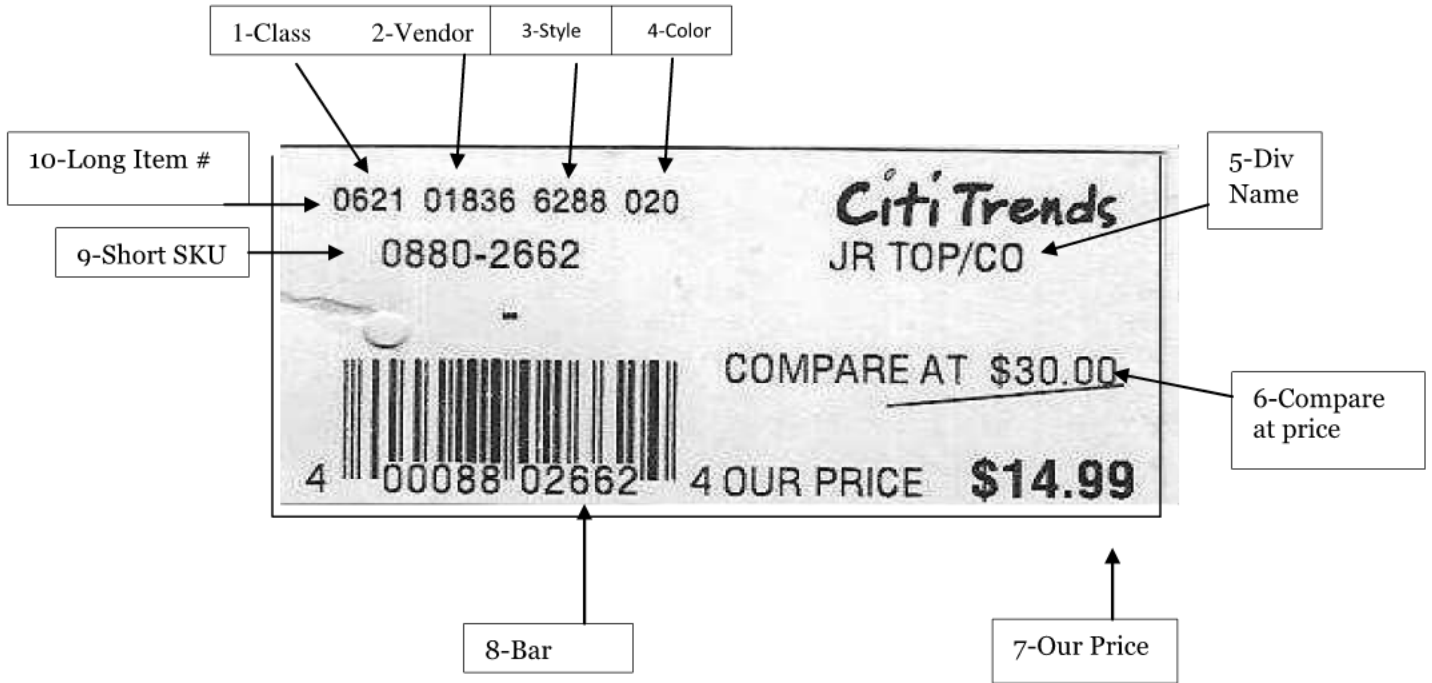 1-Class 2-Vendor 3-Style 4-Color
10-Long Item #
5-Div
Name
0621 01836 6288 020
Citi Trends
9-Short SKU
0880-2662
JR TOP/CO
-
COMPARE AT $30.00
6-Compare
at price
4 00088 02662 4 OUR PRICE $14.99
8-Bar
7-Our Price